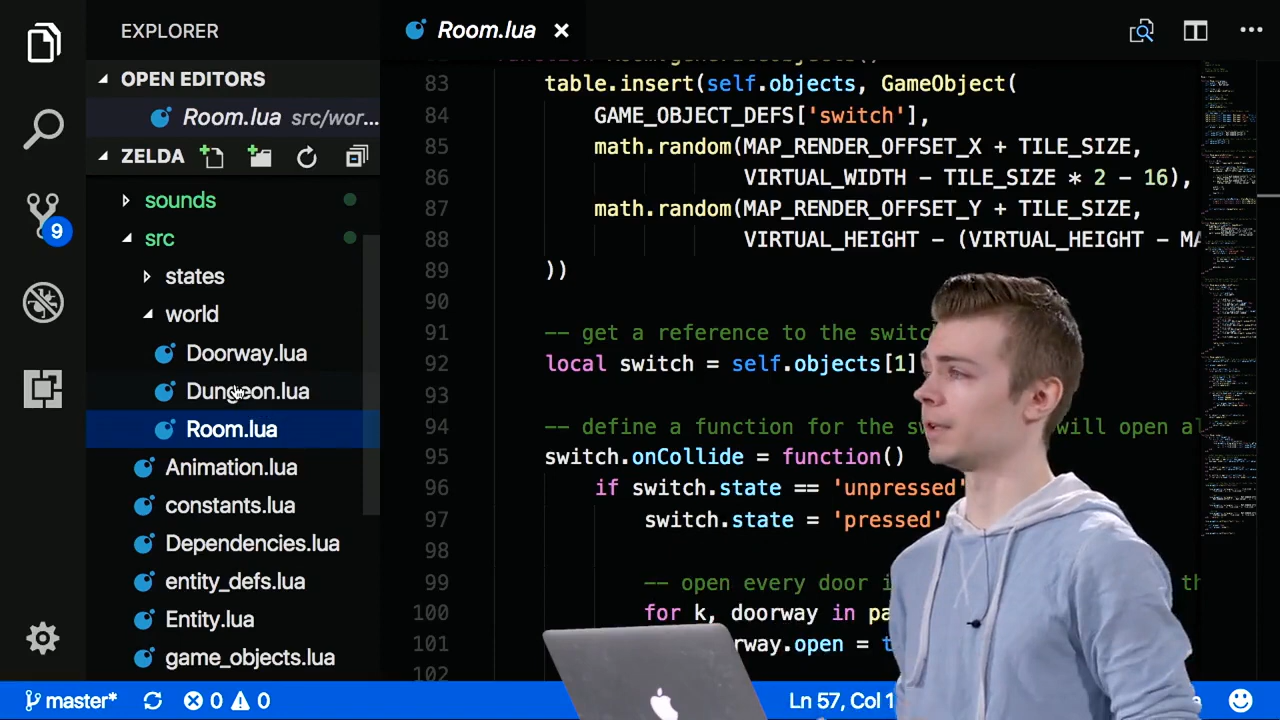 EXPLORER
OPEN EDITORS
Room.lua src/wor...
ZELDA
sounds
src
states
world
Doorway.lua
Dungeon.lua
Room.lua
Animation.lua
constants.lua
Dependencies.lua
entity_defs.lua
Entity.lua
game_objects.lua
9
master*
0
0
Room.lua
83 table.insert(self.objects, GameObject(
84 GAME_OBJECT_DEFS['switch'],
85 math.random(MAP_RENDER_OFFSET_X + TILE_SIZE,
86 VIRTUAL_WIDTH - TILE_SIZE * 2 - 16),
87 math.random(MAP_RENDER_OFFSET_Y + TILE_SIZE,
88 VIRTUAL_HEIGHT - (VIRTUAL_HEIGHT - MA
89 ))
90
91 -- get a reference to the switc
92 local switch = self.objects[1]
93
94 -- define a function for the sw will open al
95 switch.onCollide = function()
96 if switch.state == 'unpressed'
97 switch.state = 'pressed'
98
99 -- open every door i th
100 for k, doorway in pa
101 rway.open = t
102
Ln 57, Col 1